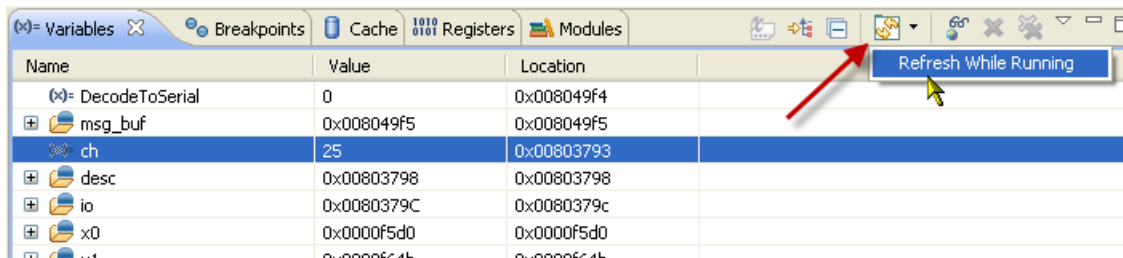 (x)= Variables Breakpoints Cache 1010 0101 Registers Modules
Refresh While Running
Name Value Location
(x)= DecodeToSerial 0 0x008049f4
msg_buf 0x008049f5 0x008049f5
(x)= ch 25 0x00803793
desc 0x00803798 0x00803798
io 0x0080379C 0x0080379c
x0 0x0000f5d0 0x0000f5d0